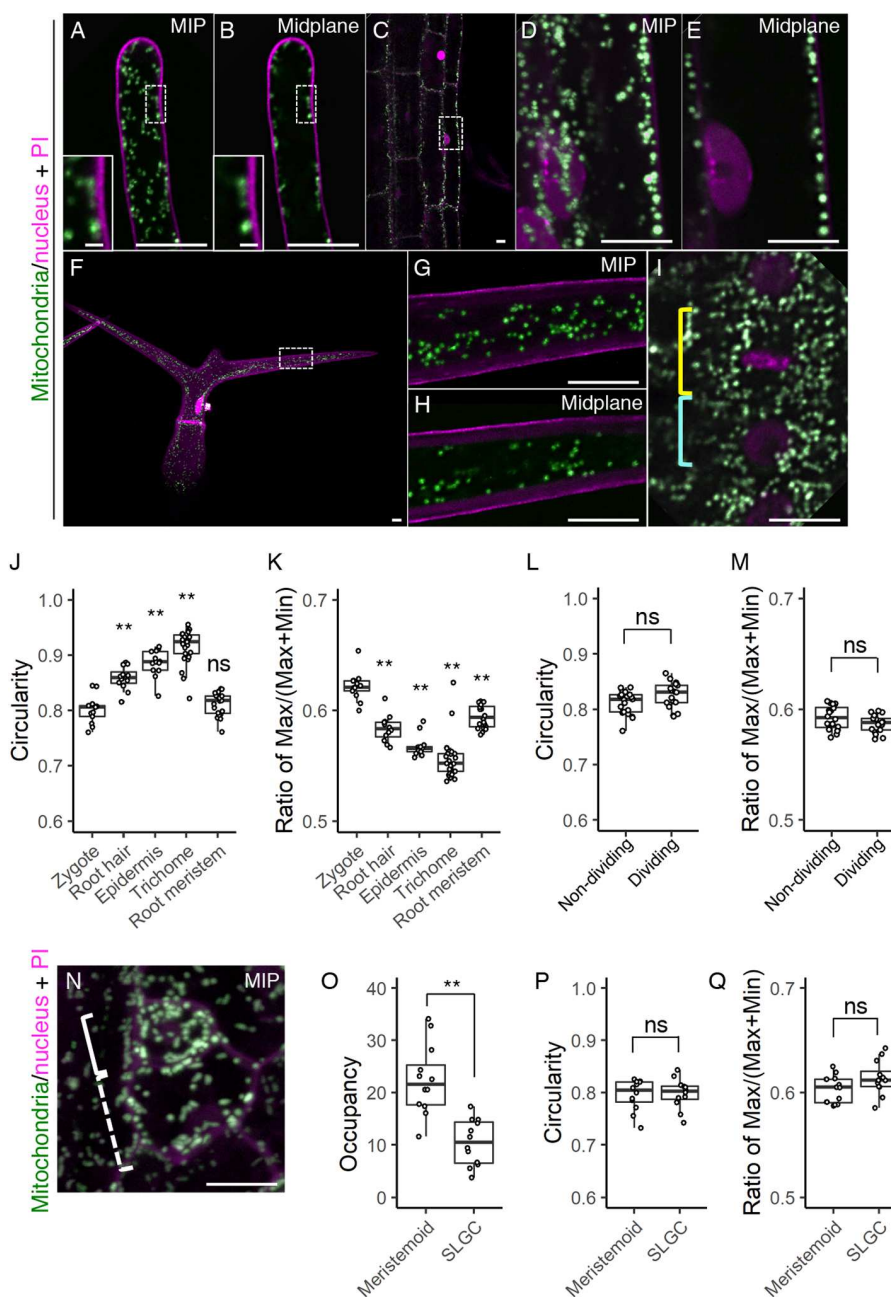 Mitochondria/nucleus + PI
A MIP
B Midplane
C
D MIP
E
F
G MIP
H Midplane
I
J
Circularity
1.0
0.9
0.8
0.7
0.6
**
**
**
ns
Zygote
Root hair
Epidermis
Trichome
Root meristem
K
Ratio of Max/(Max+Min)
0.7
0.6
0.5
**
**
**
**
Zygote
Root hair
Epidermis
Trichome
Root meristem
L
Circularity
1.0
0.9
0.8
0.7
0.6
ns
Non-dividing
Dividing
M
Ratio of Max/(Max+Min)
0.7
0.6
0.5
ns
Non-dividing
Dividing
Mitochondria/nucleus + PI
N MIP
O
Occupancy
40
30
20
10
0
**
Meristemoid
SLGC
P
Circularity
1.0
0.9
0.8
0.7
0.6
ns
Meristemoid
SLGC
Q
Ratio of Max/(Max+Min)
0.7
0.6
0.5
ns
Meristemoid
SLGC